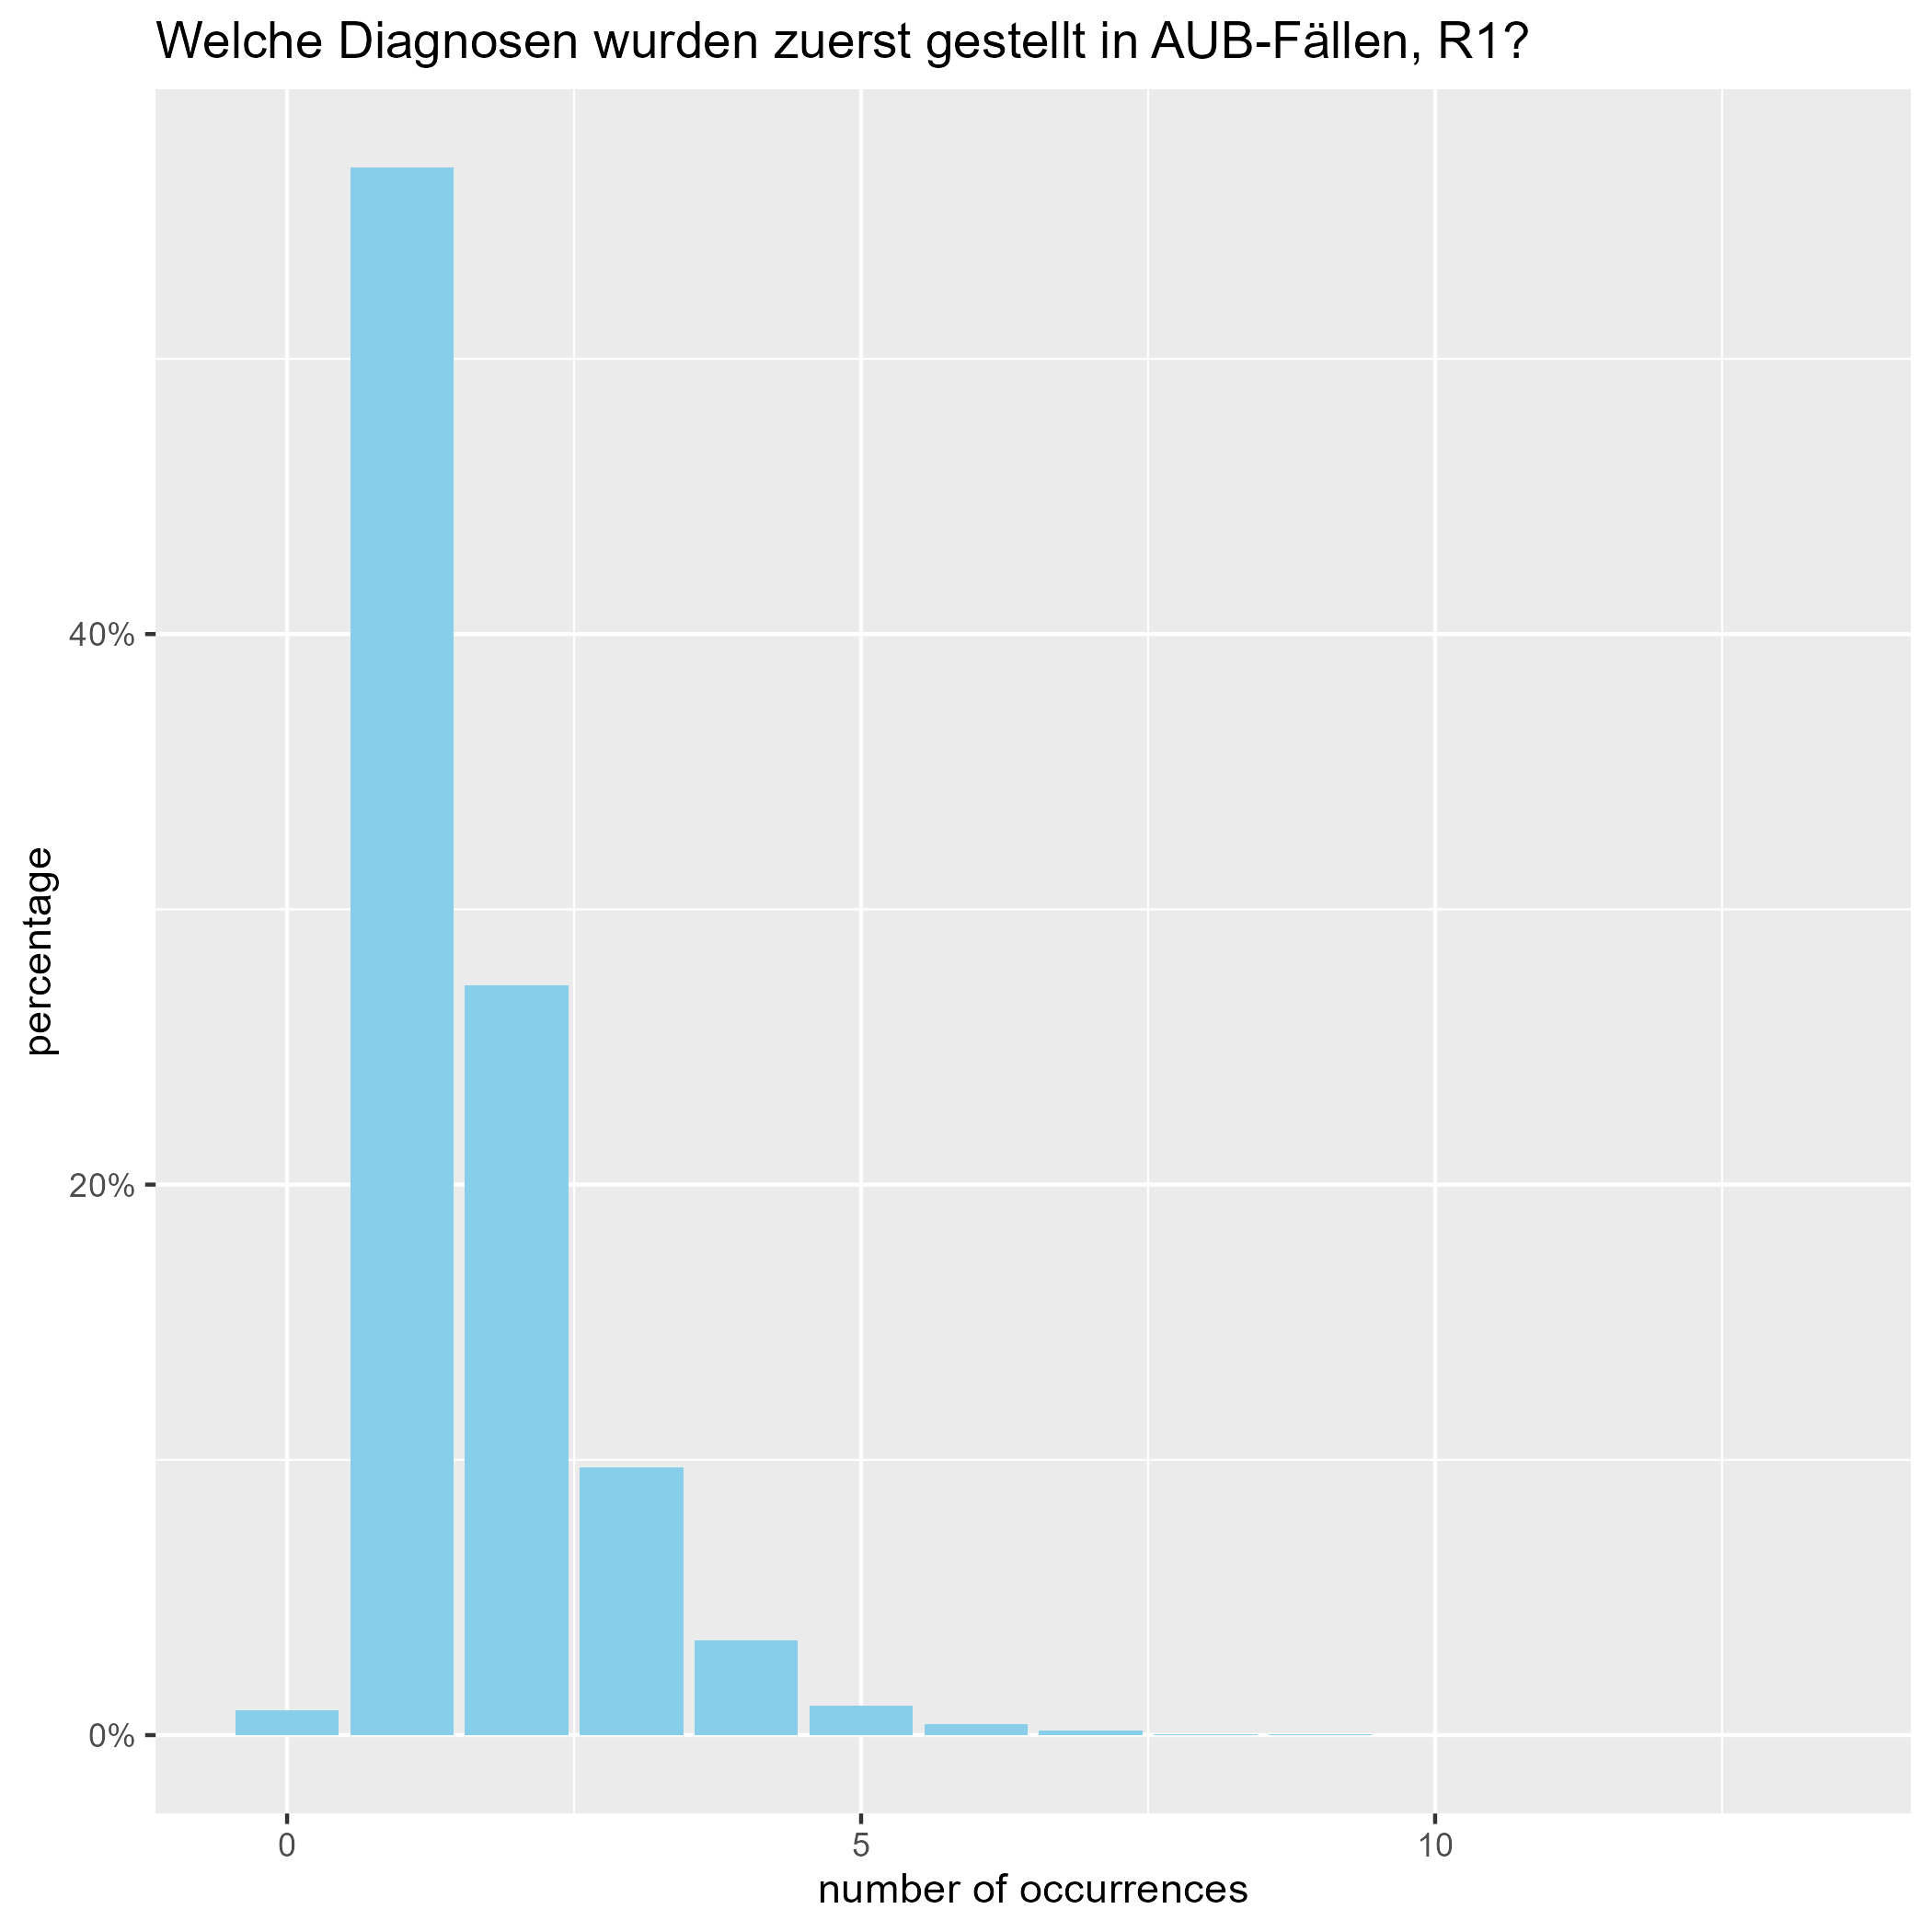 Welche Diagnosen wurden zuerst gestellt in AUB-Fällen, R1?
percentage
40%
20%
0%
0 5 10
number of occurrences